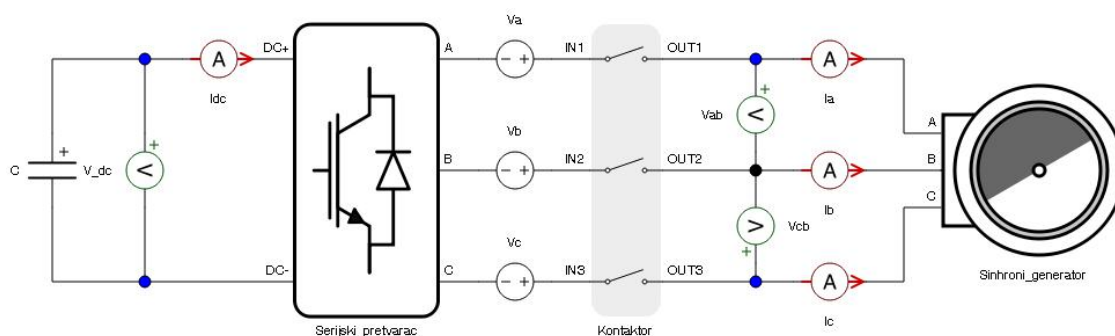 Va
DC+
A
IN1
OUT1
A
A
Idc
Ia
+
V
Vab
A
C
+
V_dc
+
V
Vb
B
IN2
OUT2
A
B
Ib
C
V
Vcb
+
Vc
DC-
C
IN3
OUT3
A
Ic
Sinhroni_generator
Serijski_pretvarac
Kontaktor
- +
- +
- +